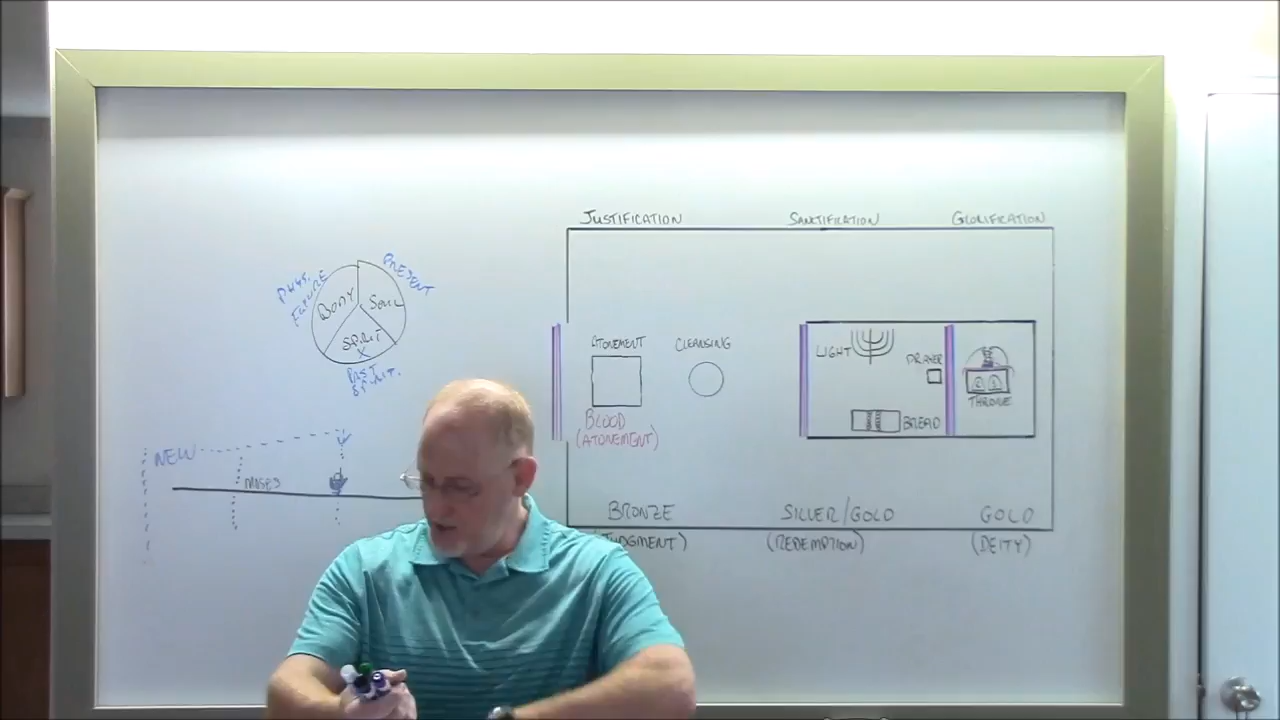 JUSTIFICATION
SANCTIFICATION
GLORIFICATION
PHYS.
FUTURE
PRESENT
BODY
SOUL
SPIRIT
PAST
ATONEMENT
CLEANSING
LIGHT
PRAYER
THRONE
BREAD
BLOOD
(ATONEMENT)
NEW
MOSES
BRONZE
SILVER/GOLD
GOLD
(REDEMPTION)
(DEITY)